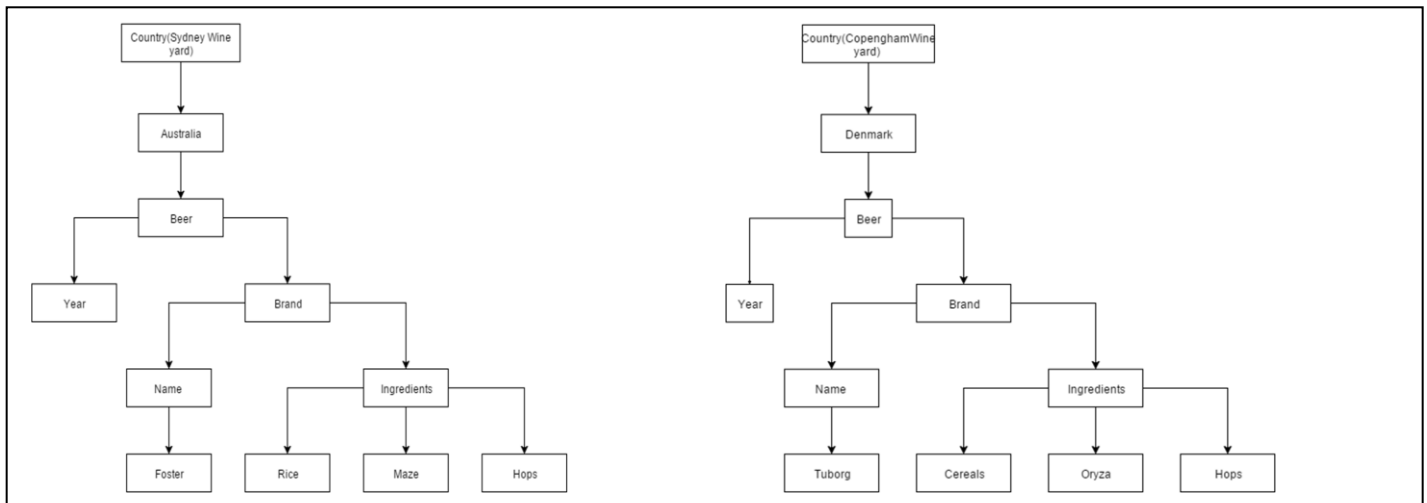 Country(Sydney Wine
yard)
Australia
Beer
Year
Brand
Name
Ingredients
Foster
Rice
Maze
Hops
Country(CopenghamWine
yard)
Denmark
Beer
Year
Brand
Name
Ingredients
Tuborg
Cereals
Oryza
Hops